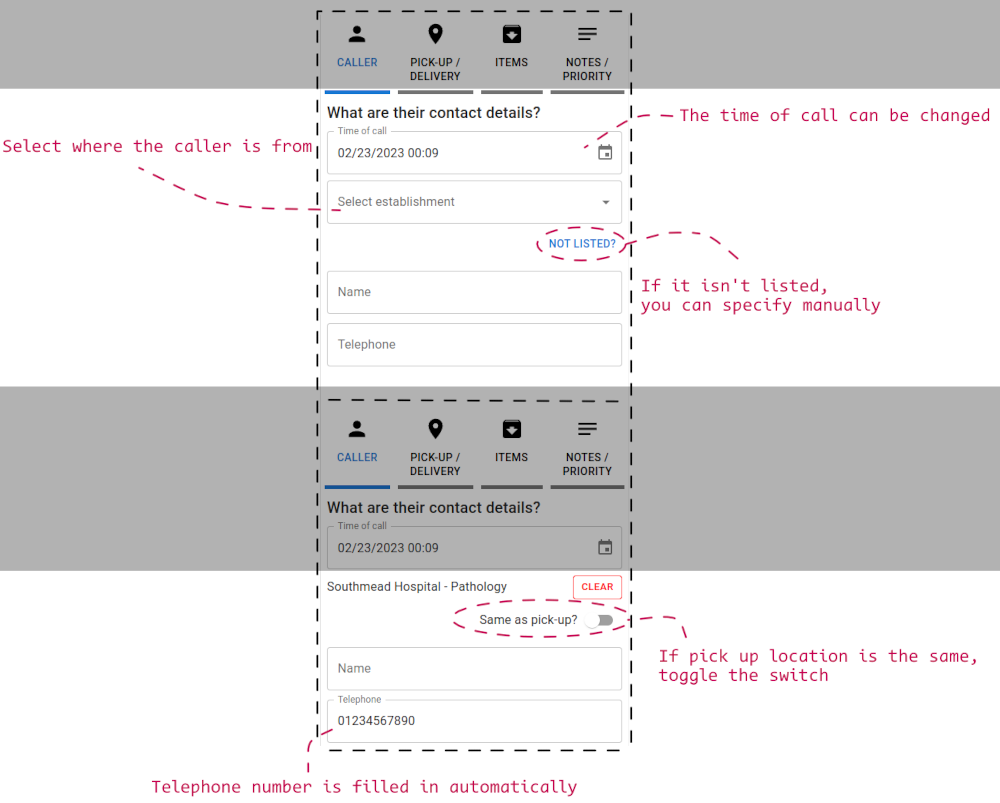 CALLER
PICK-UP /
DELIVERY
ITEMS
NOTES /
PRIORITY
What are their contact details?
Time of call
The time of call can be changed
Select where the caller is from
02/23/2023 00:09
Select establishment
NOT LISTED?
If it isn't listed,
you can specify manually
Name
Telephone
CALLER
PICK-UP /
DELIVERY
ITEMS
NOTES /
PRIORITY
What are their contact details?
Time of call
02/23/2023 00:09
Southmead Hospital - Pathology
CLEAR
Same as pick-up?
If pick up location is the same,
toggle the switch
Name
Telephone
01234567890
Telephone number is filled in automatically